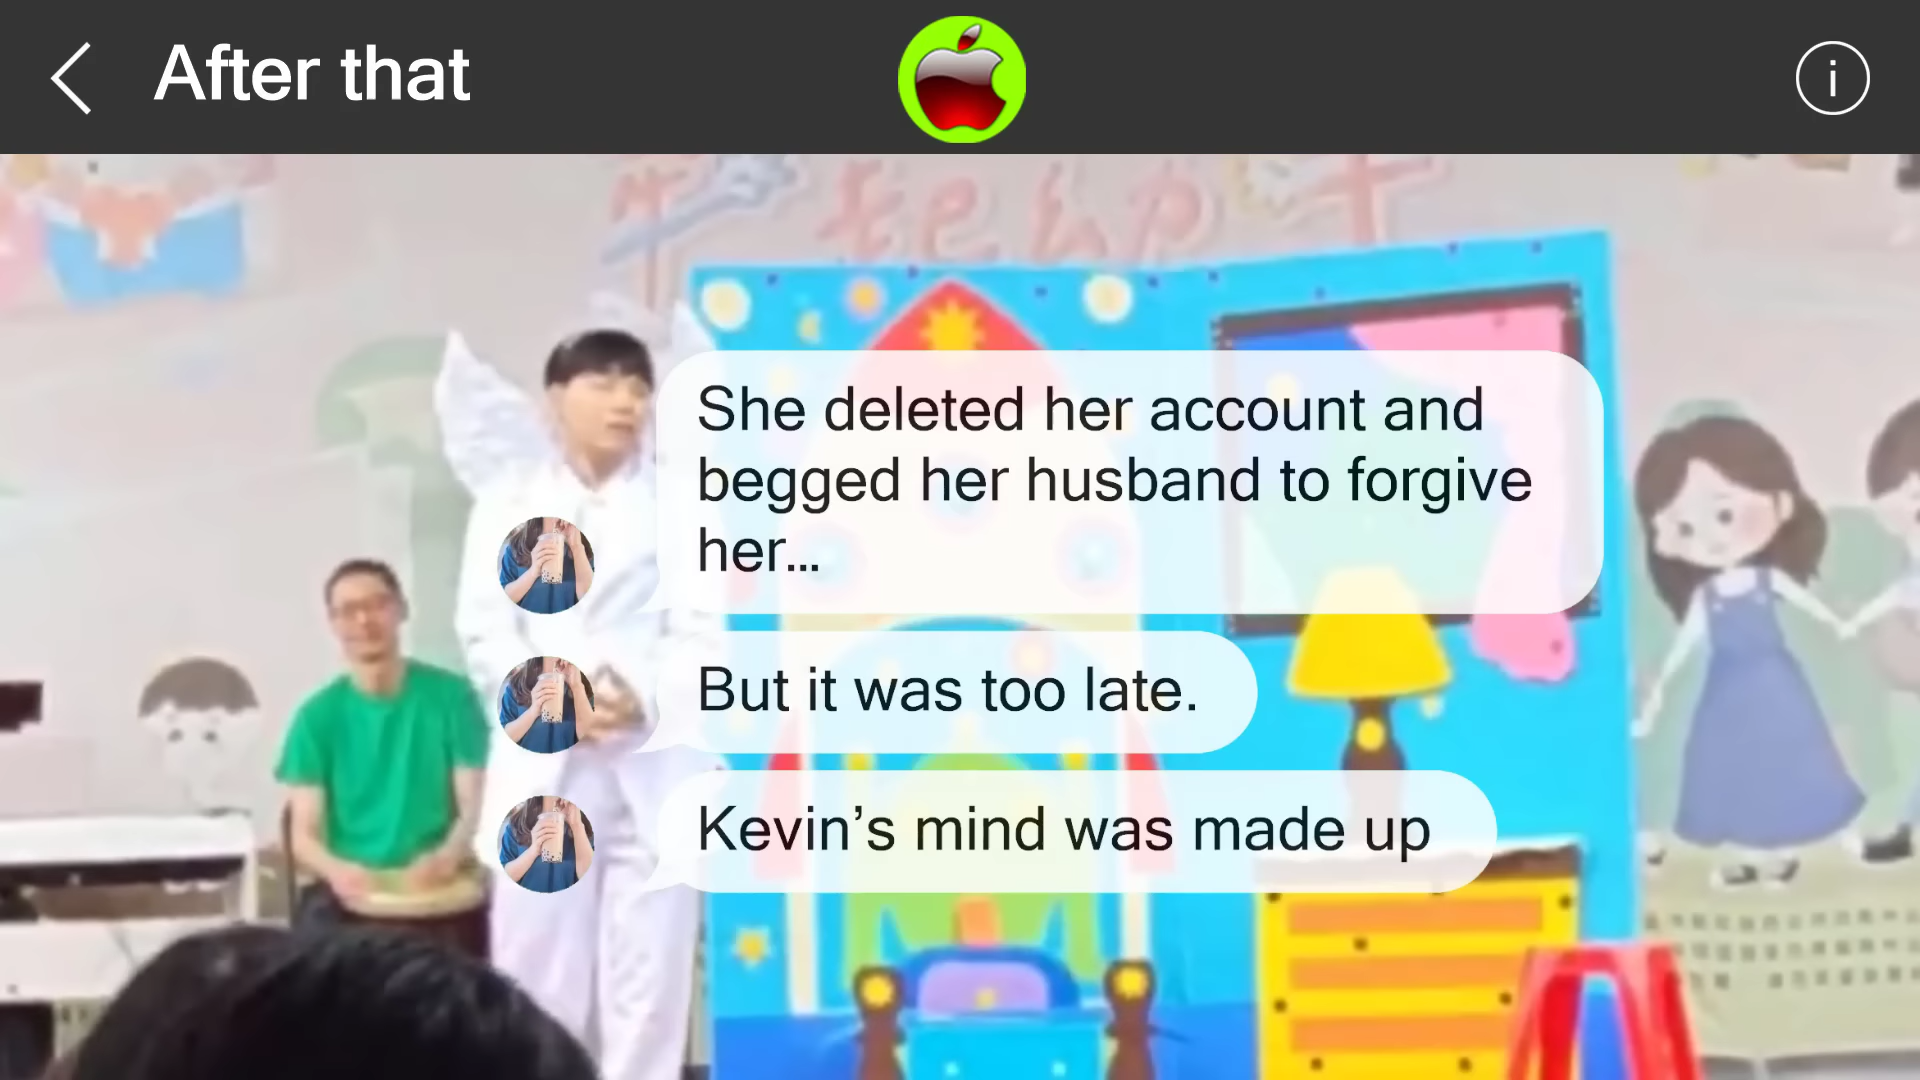 After that
She deleted her account and
begged her husband to forgive
her...
But it was too late.
Kevin’s mind was made up